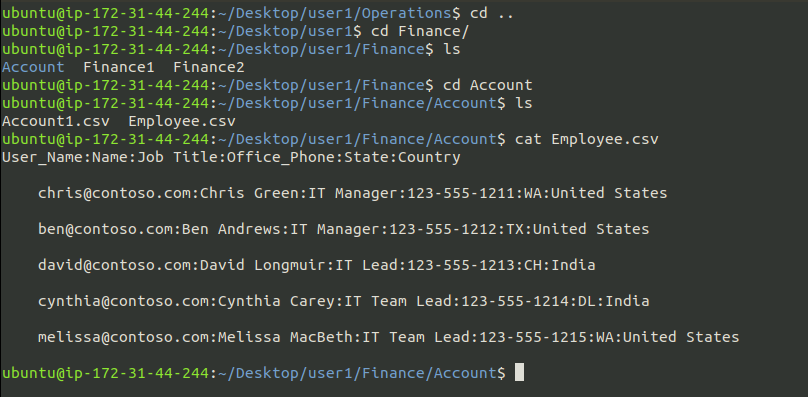 ubuntu@ip-172-31-44-244:~/Desktop/user1/Operations$ cd ..
ubuntu@ip-172-31-44-244:~/Desktop/user1$ cd Finance/
ubuntu@ip-172-31-44-244:~/Desktop/user1/Finance$ ls
Account  Finance1  Finance2
ubuntu@ip-172-31-44-244:~/Desktop/user1/Finance$ cd Account
ubuntu@ip-172-31-44-244:~/Desktop/user1/Finance/Account$ ls
Account1.csv  Employee.csv
ubuntu@ip-172-31-44-244:~/Desktop/user1/Finance/Account$ cat Employee.csv
User_Name:Name:Job Title:Office_Phone:State:Country
chris@contoso.com:Chris Green:IT Manager:123-555-1211:WA:United States
ben@contoso.com:Ben Andrews:IT Manager:123-555-1212:TX:United States
david@contoso.com:David Longmuir:IT Lead:123-555-1213:CH:India
cynthia@contoso.com:Cynthia Carey:IT Team Lead:123-555-1214:DL:India
melissa@contoso.com:Melissa MacBeth:IT Team Lead:123-555-1215:WA:United States
ubuntu@ip-172-31-44-244:~/Desktop/user1/Finance/Account$